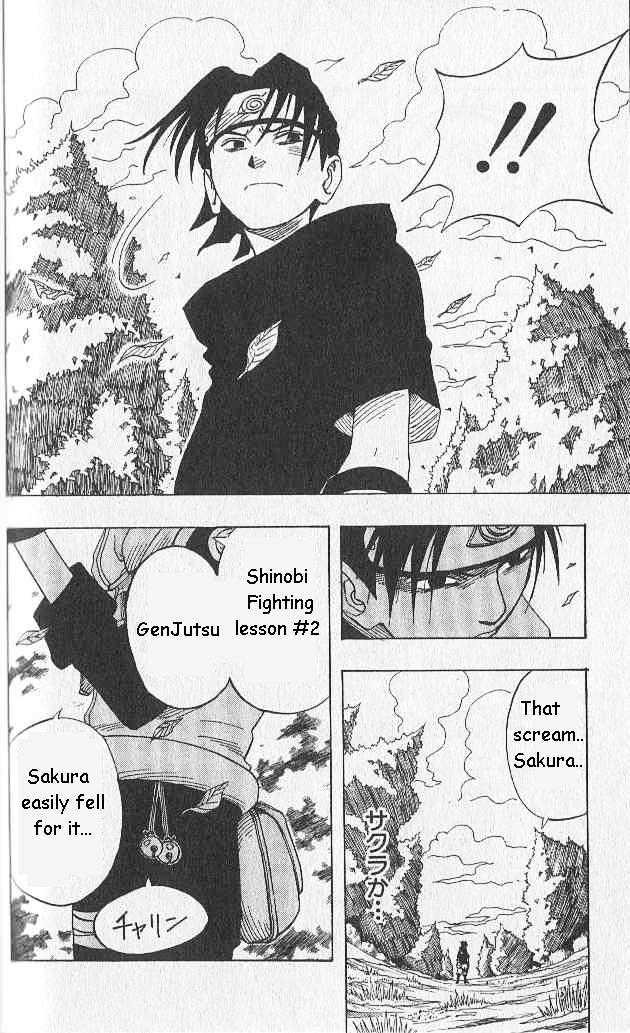 !!
That
scream..
Sakura..
サクラか…
Shinobi
Fighting
lesson #2
GenJutsu
Sakura
easily fell
for it...
チャリン